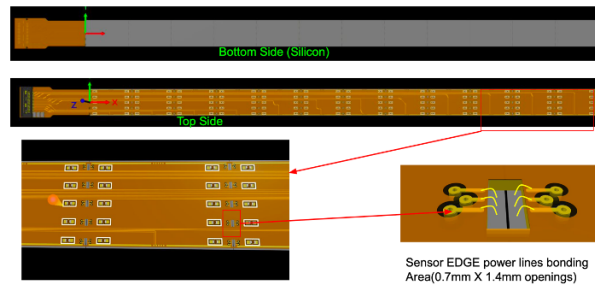 Bottom Side (Silicon)
Z
X
Top Side
Sensor EDGE power lines bonding
Area(0.7mm X 1.4mm openings)